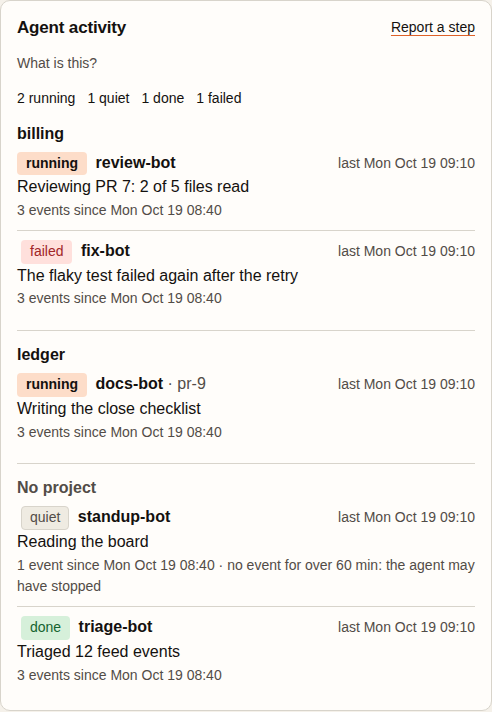 Agent activity
Report a step
What is this?
2 running 1 quiet 1 done 1 failed
billing
running review-bot last Mon Oct 19 09:10
Reviewing PR 7: 2 of 5 files read
3 events since Mon Oct 19 08:40
failed fix-bot last Mon Oct 19 09:10
The flaky test failed again after the retry
3 events since Mon Oct 19 08:40
ledger
running docs-bot · pr-9 last Mon Oct 19 09:10
Writing the close checklist
3 events since Mon Oct 19 08:40
No project
quiet standup-bot last Mon Oct 19 09:10
Reading the board
1 event since Mon Oct 19 08:40 · no event for over 60 min: the agent may
have stopped
done triage-bot last Mon Oct 19 09:10
Triaged 12 feed events
3 events since Mon Oct 19 08:40